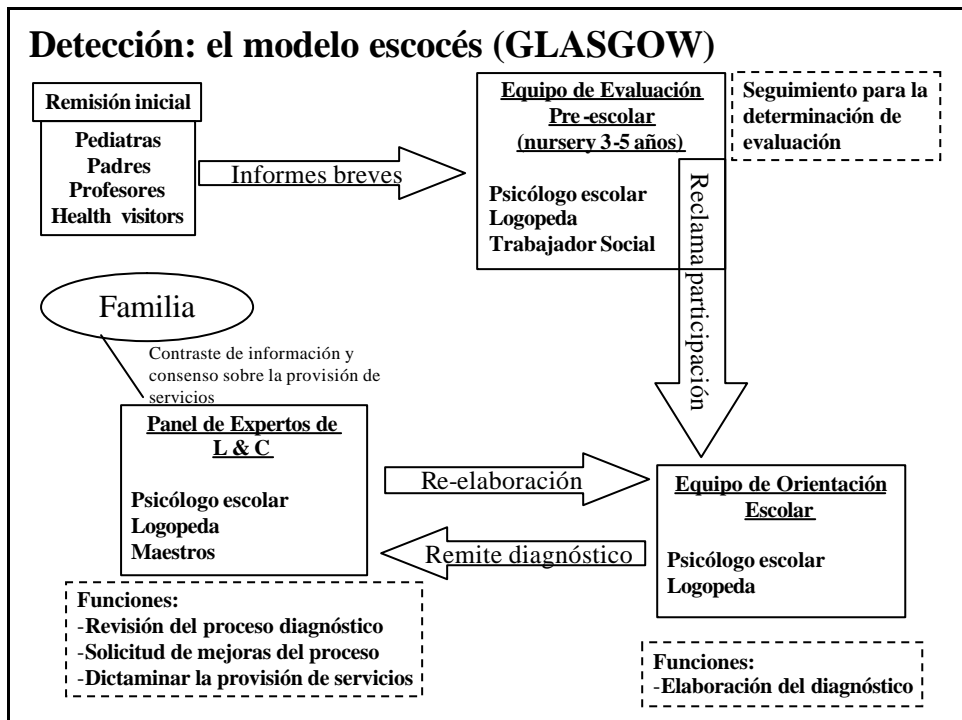 Detección: el modelo escocés (GLASGOW)
Remisión inicial
Pediatras
Padres
Profesores
Health visitors
Informes breves
Equipo de Evaluación
Pre-escolar
(nursery 3-5 años)
Psicólogo escolar
Logopeda
Trabajador Social
Seguimiento para la
determinación de
evaluación
Reclama participación
Familia
Contraste de información y
consenso sobre la provisión de
servicios
Panel de Expertos de
L & C
Psicólogo escolar
Logopeda
Maestros
Re-elaboración
Remite diagnóstico
Equipo de Orientación
Escolar
Psicólogo escolar
Logopeda
Funciones:
-Revisión del proceso diagnóstico
-Solicitud de mejoras del proceso
-Dictaminar la provisión de servicios
Funciones:
-Elaboración del diagnóstico